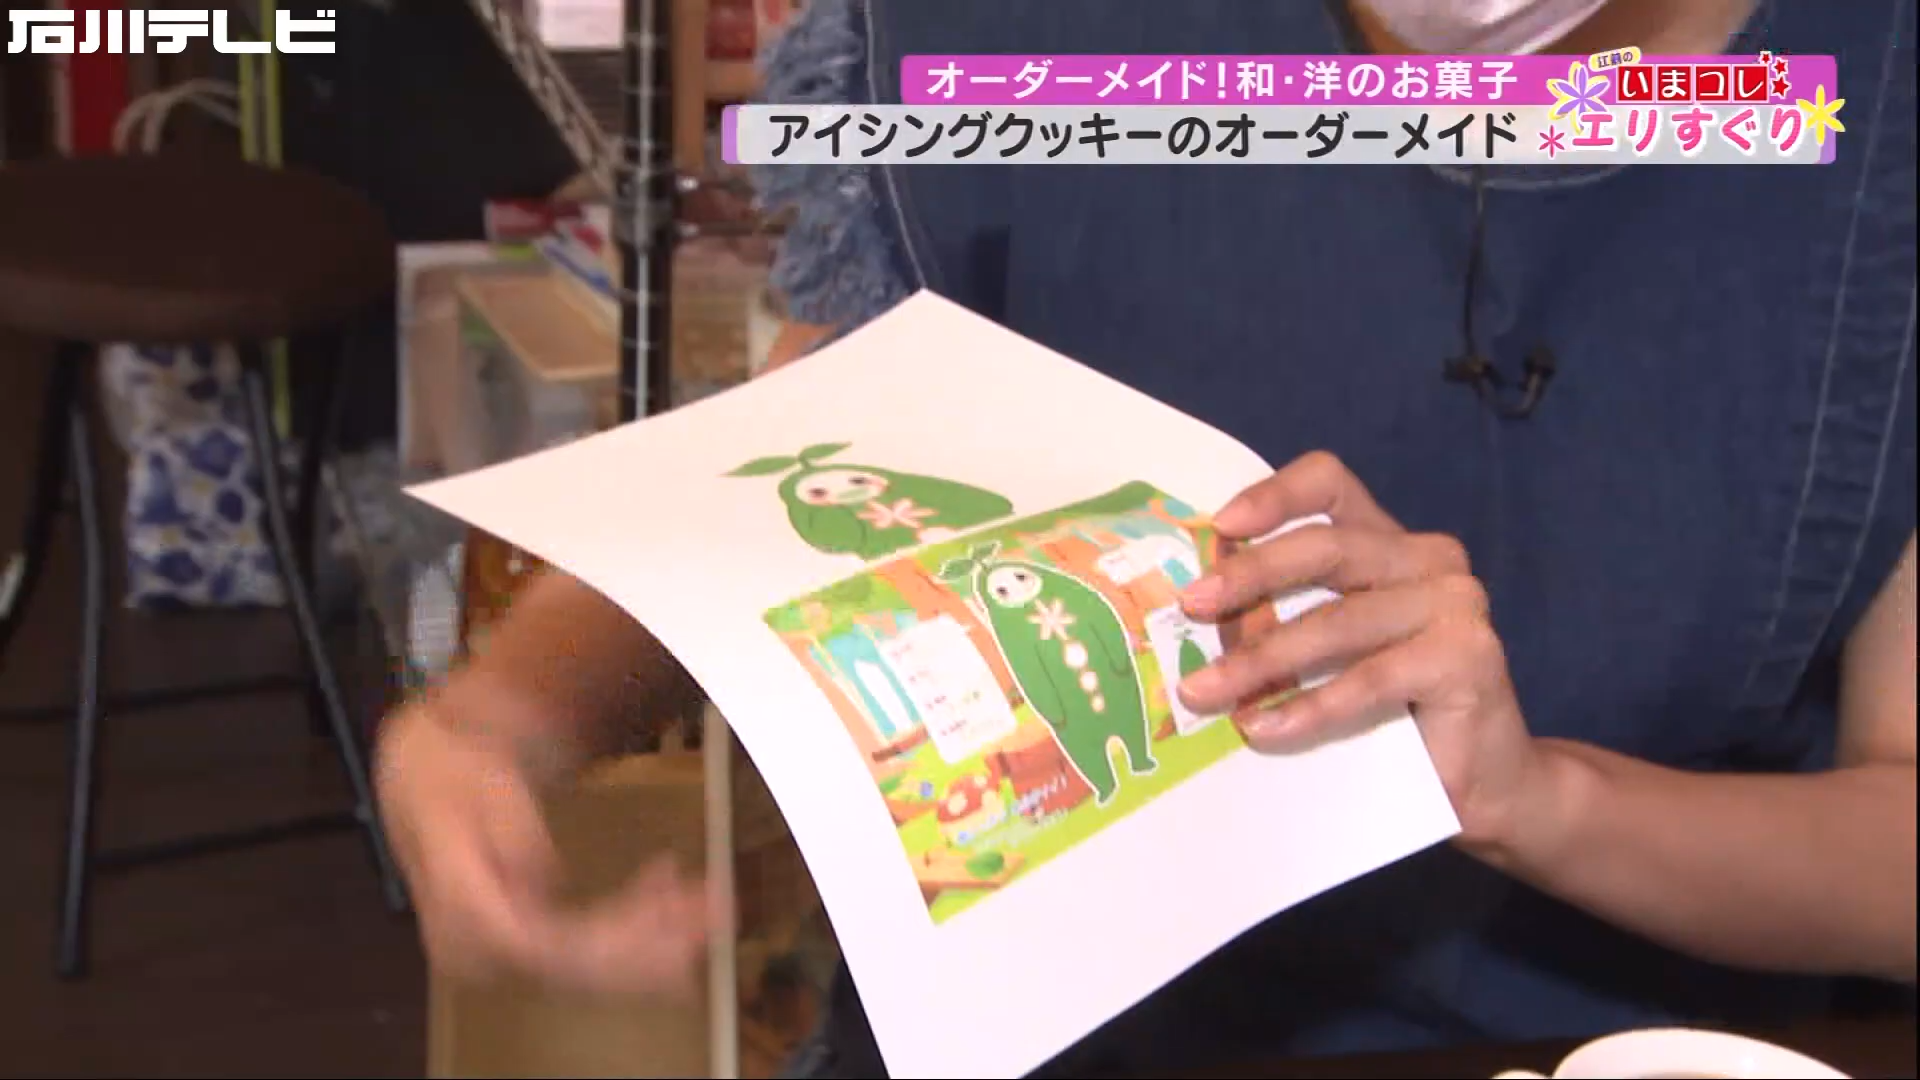 石川テレビ
オーダーメイド!和・洋のお菓子
アイシングクッキーのオーダーメイド
江莉の
いまコレ
エリすぐり